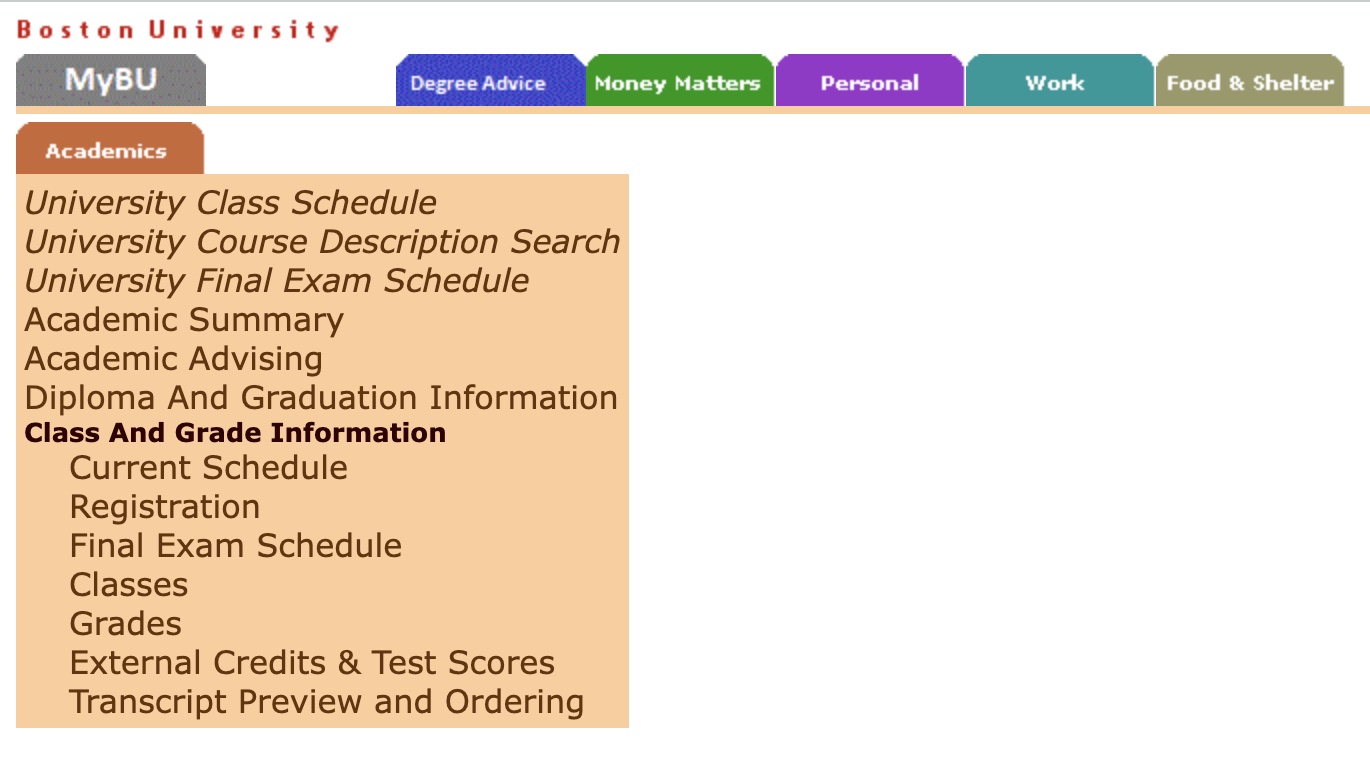 Boston University
MyBU
Degree Advice
Money Matters
Personal
Work
Food & Shelter
Academics
University Class Schedule
University Course Description Search
University Final Exam Schedule
Academic Summary
Academic Advising
Diploma And Graduation Information
Class And Grade Information
Current Schedule
Registration
Final Exam Schedule
Classes
Grades
External Credits & Test Scores
Transcript Preview and Ordering